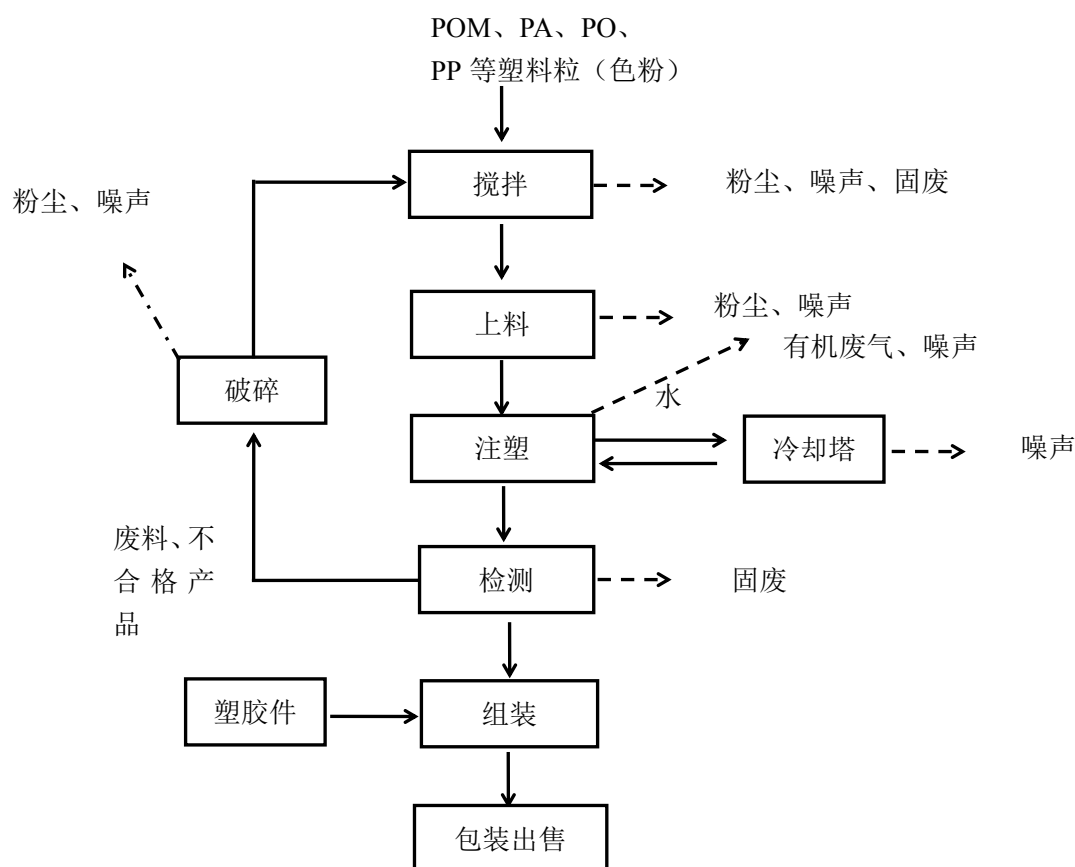 POM、PA、PO、
PP 等塑料粒（色粉）
搅拌
粉尘、噪声、固废
粉尘、噪声
上料
粉尘、噪声
有机废气、噪声
破碎
水
注塑
冷却塔
噪声
废料、不
合格产
品
检测
固废
塑胶件
组装
包装出售